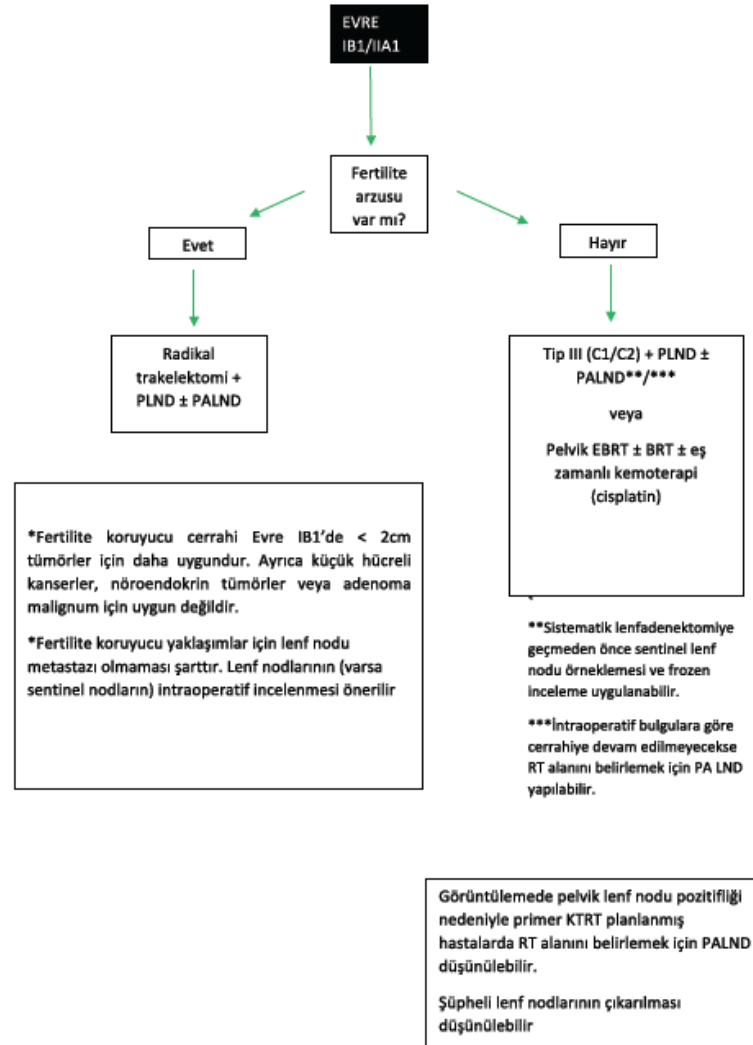 EVRE
IB1/IIA1
Fertilite
arzusu
var mı?
Evet
Hayır
Radikal
trakelektomi +
PLND ± PALND
Tip III (C1/C2) + PLND ±
PALND**/***
veya
Pelvik EBRT ± BRT ± eş
zamanlı kemoterapi
(cisplatin)
*Fertilite koruyucu cerrahi Evre IB1’de < 2cm
tümörler için daha uygundur. Ayrıca küçük hücreli
kanserler, nöroendokrin tümörler veya adenoma
malignum için uygun değildir.
*Fertilite koruyucu yaklaşımlar için lenf nodu
metastazı olmaması şarttır. Lenf nodlarının (varsa
sentinel nodların) intraoperatif incelenmesi önerilir
**Sistematik lenfadenektomiye
geçmeden önce sentinel lenf
nodu örneklemesi ve frozen
inceleme uygulanabilir.
***İntraoperatif bulgulara göre
cerrahiye devam edilmeyecekse
RT alanını belirlemek için PA LND
yapılabilir.
Görüntülemede pelvik lenf nodu pozitifliği
nedeniyle primer KTRT planlanmış
hastalarda RT alanını belirlemek için PALND
düşünülebilir.
Şüpheli lenf nodlarının çıkarılması
düşünülebilir